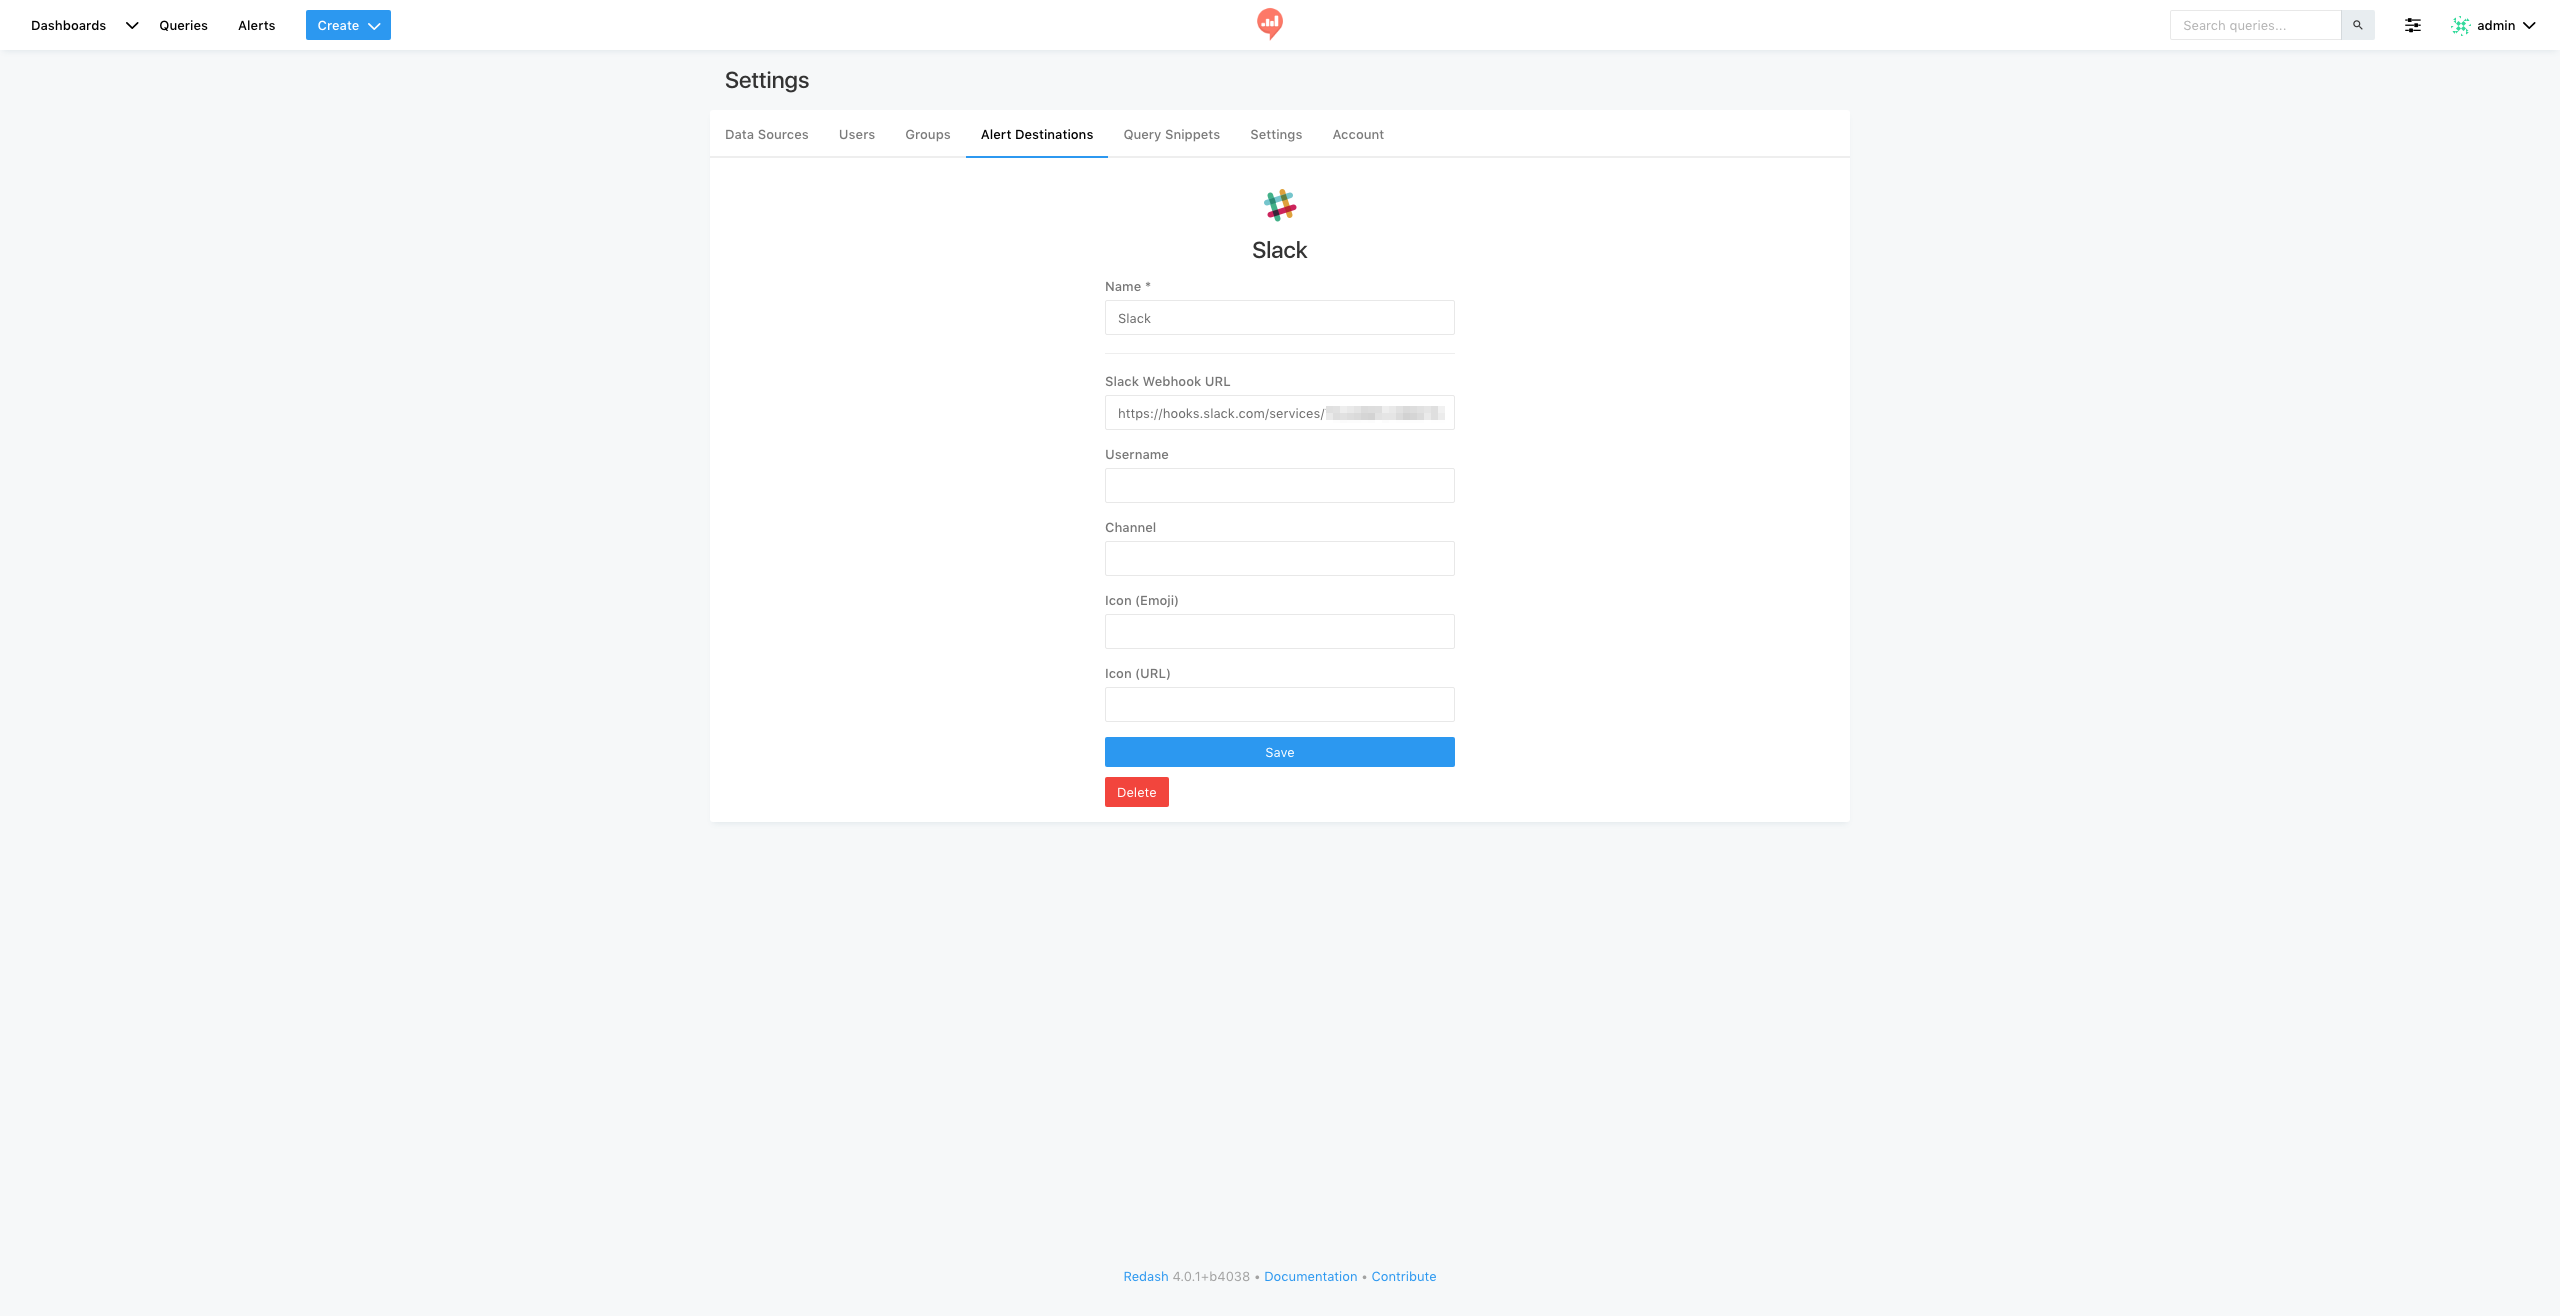 Dashboards Queries Alerts Create Search queries... admin
Settings
Data Sources Users Groups Alert Destinations Query Snippets Settings Account
Slack
Name *
Slack
Slack Webhook URL
https://hooks.slack.com/services/
Username
Channel
Icon (Emoji)
Icon (URL)
Save
Delete
Redash 4.0.1+b4038 • Documentation • Contribute